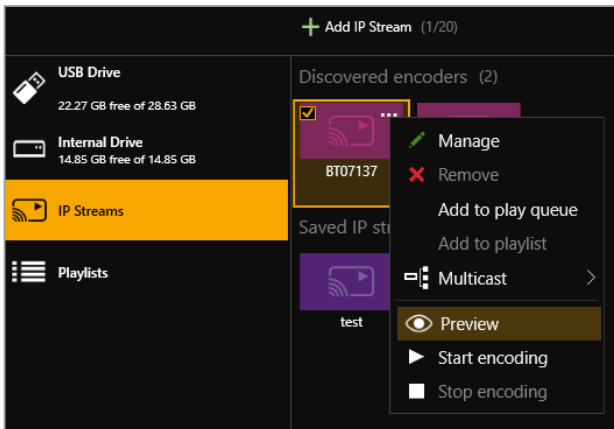 Add IP Stream (1/20)
USB Drive
22.27 GB free of 28.63 GB
Internal Drive
14.85 GB free of 14.85 GB
IP Streams
Playlists
Discovered encoders (2)
BT07137
Saved IP str
test
Manage
Remove
Add to play queue
Add to playlist
Multicast
Preview
Start encoding
Stop encoding